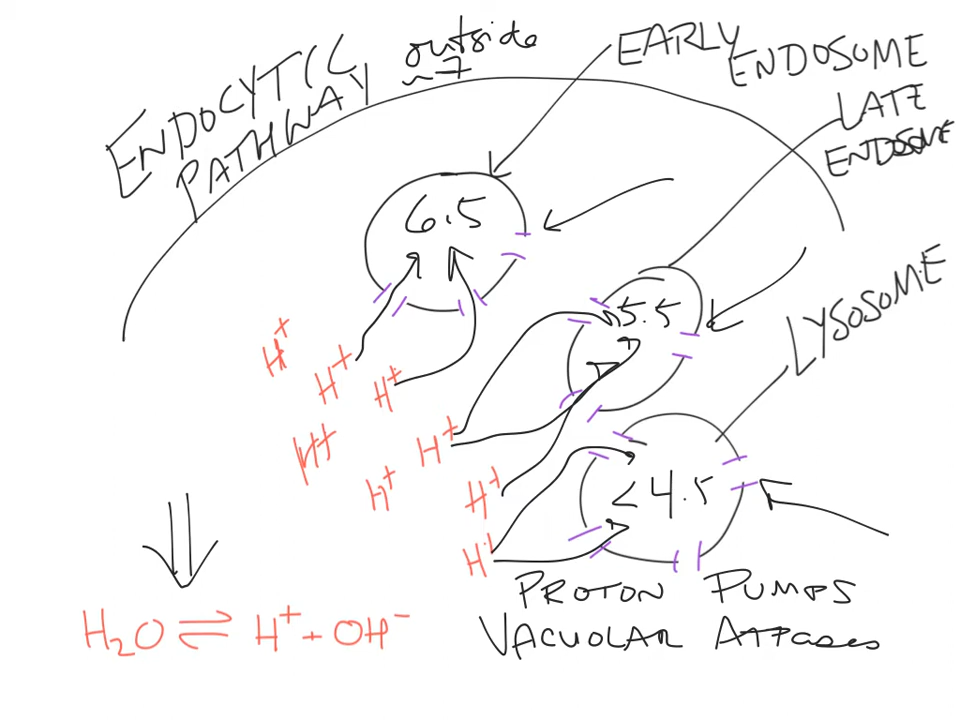 ENDOCYTIC
PATHWAY
outside
~7
EARLY
ENDOSOME
LATE
ENDOSOME
6.5
5.5
LYSOSOME
<4.5
H+
H+
H+
H+
H+
H+
H+
H+
PROTON PUMPS
VACUOLAR ATPases
H2O ⇌ H+ + OH-